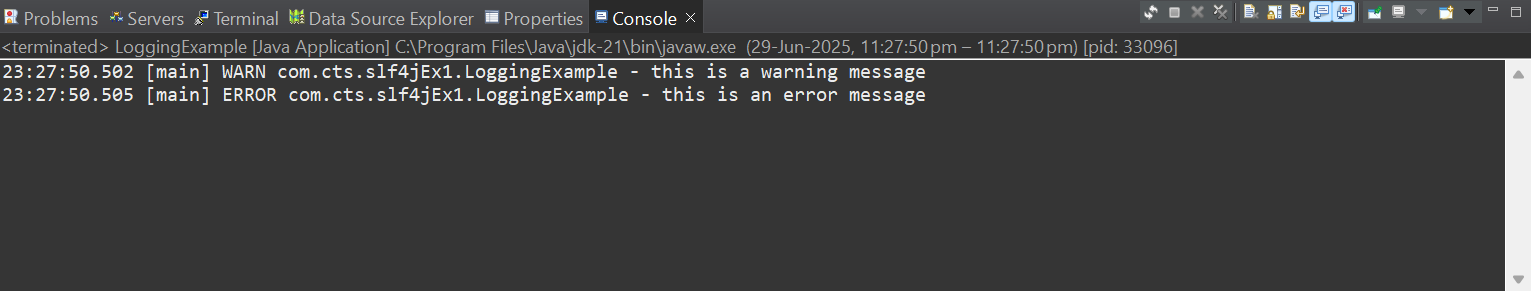 Problems Servers Terminal Data Source Explorer Properties Console
<terminated> LoggingExample [Java Application] C:\Program Files\Java\jdk-21\bin\javaw.exe (29-Jun-2025, 11:27:50 pm – 11:27:50 pm) [pid: 33096]
23:27:50.502 [main] WARN com.cts.slf4jEx1.LoggingExample - this is a warning message
23:27:50.505 [main] ERROR com.cts.slf4jEx1.LoggingExample - this is an error message